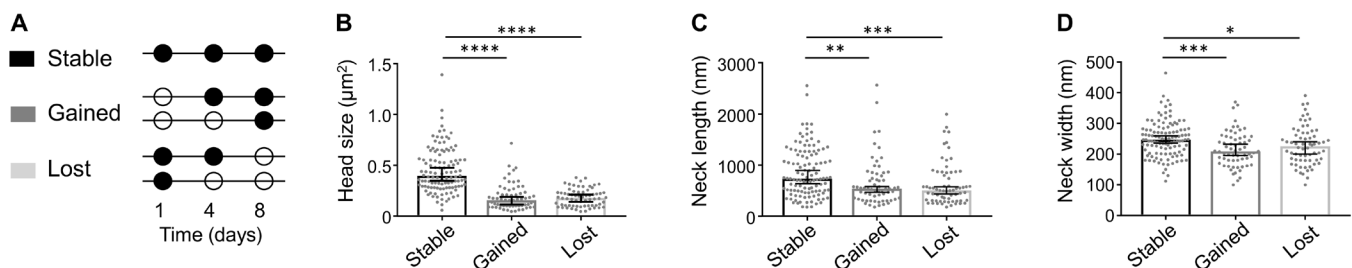 A
Stable
Gained
Lost
1 4 8
Time (days)
B
****
****
Head size (µm²)
1.5
1.0
0.5
0
Stable Gained Lost
C
***
**
Neck length (nm)
3000
2000
1000
0
Stable Gained Lost
D
*
***
Neck width (nm)
500
400
300
200
100
0
Stable Gained Lost